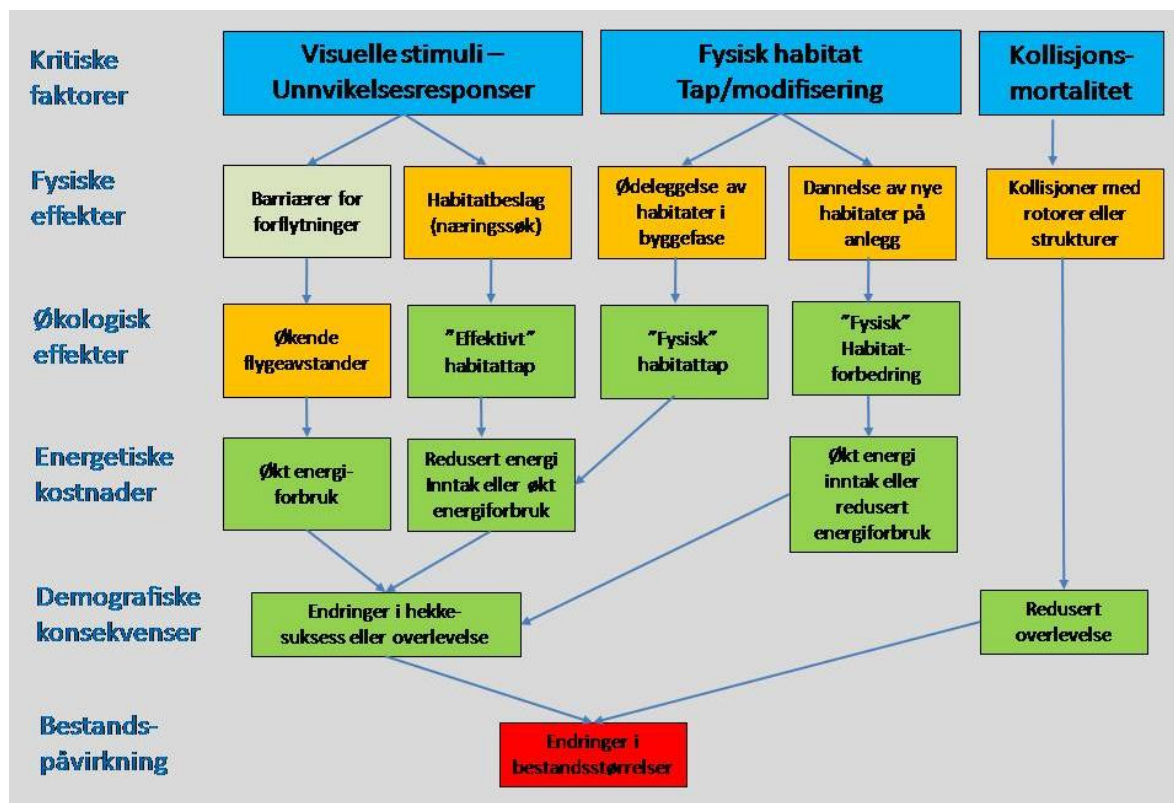 Kritiske
faktorer
Visuelle stimuli –
Unnvikelsesresponser
Fysisk habitat
Tap/modifisering
Kollisjons-
mortalitet
Fysiske
effekter
Barriærer for
forflytninger
Habitatbeslag
(næringssøk)
Ødeleggelse av
habitater i
byggefase
Dannelse av nye
habitater på
anlegg
Kollisjoner med
rotorer eller
strukturer
Økologisk
effekter
Økende
flygeavstander
"Effektivt"
habitattap
"Fysisk"
habitattap
"Fysisk"
Habitat-
forbedring
Energetiske
kostnader
Økt energi-
forbruk
Redusert energi
Inntak eller økt
energiforbruk
Økt energi
inntak eller
redusert
energiforbruk
Demografiske
konsekvenser
Endringer i hekke-
suksess eller overlevelse
Redusert
overlevelse
Bestands-
påvirkning
Endringer i
bestandsstørrelser